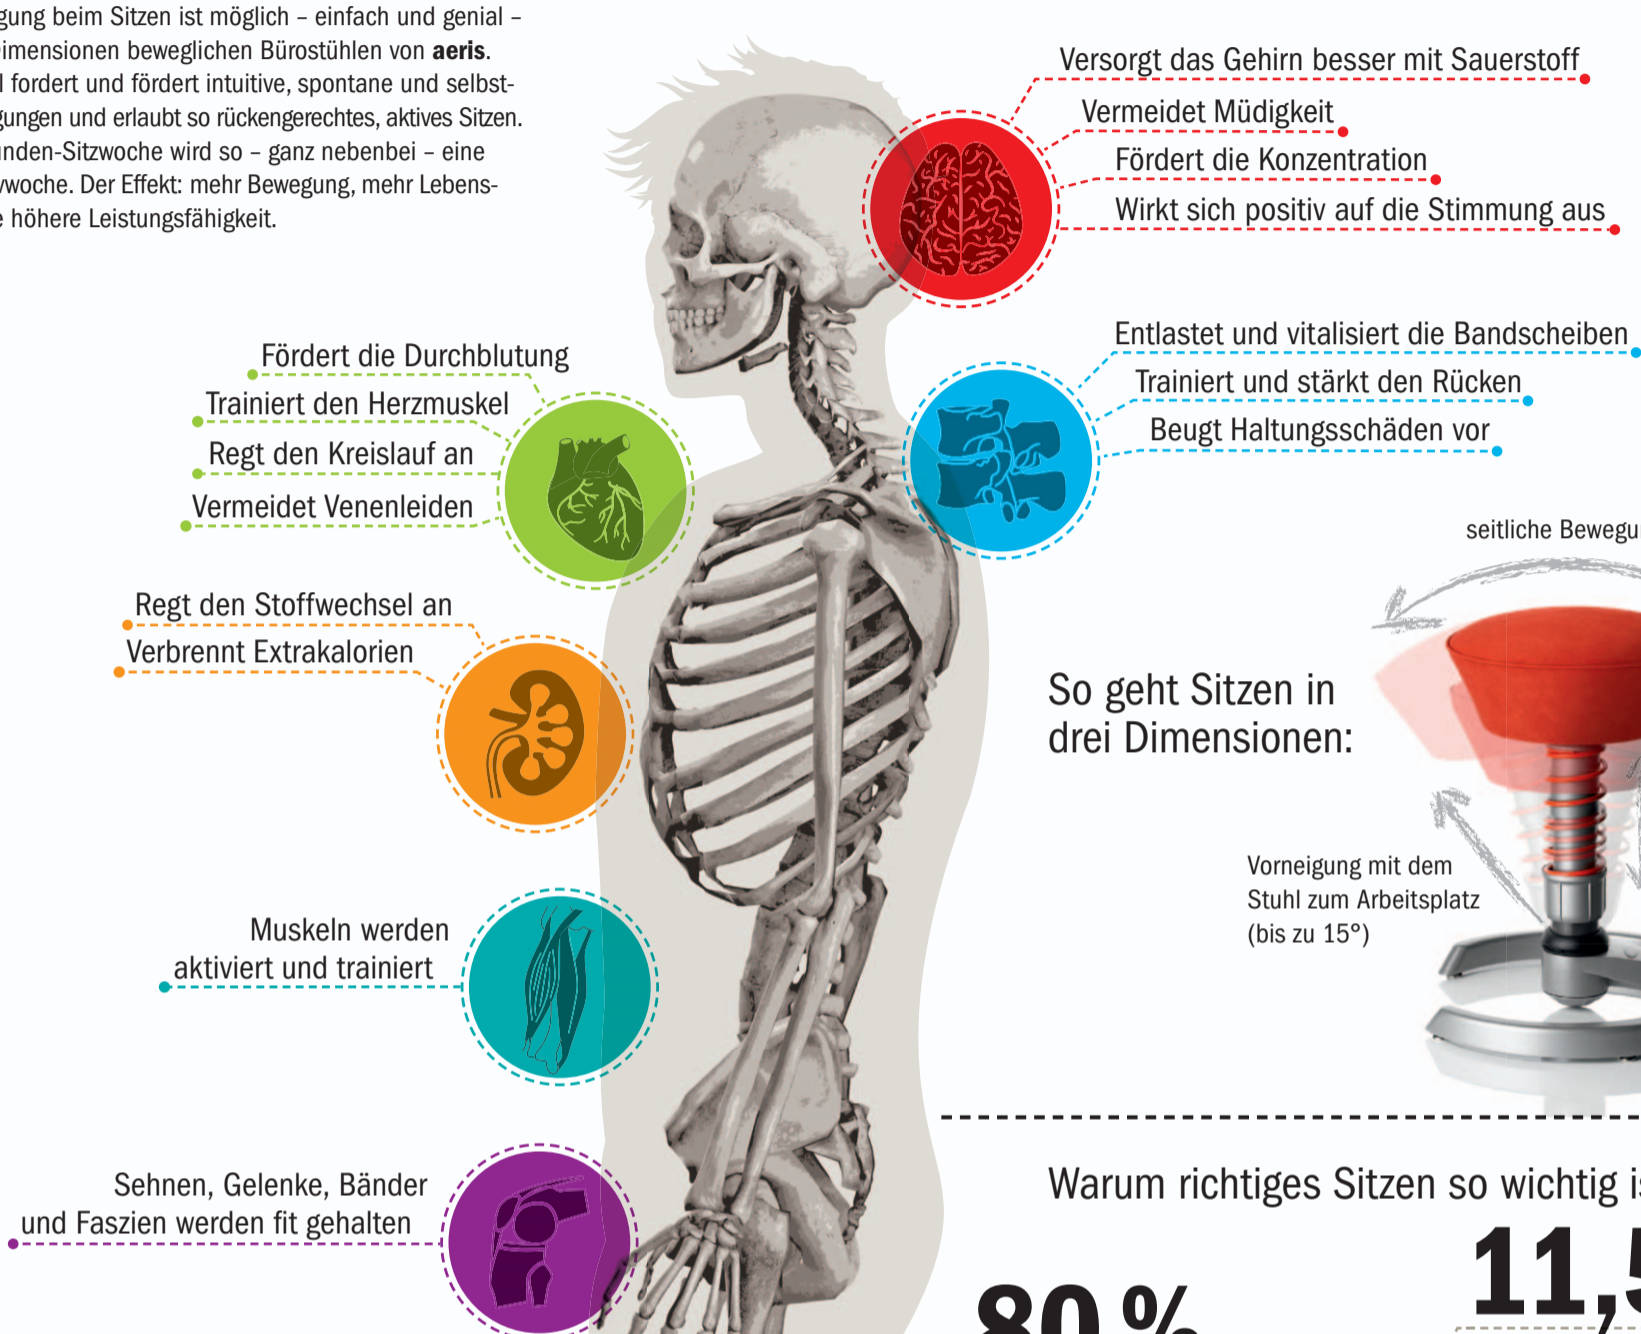 gung beim Sitzen ist möglich – einfach und genial –
imensionen beweglichen Bürostühlen von aeris.
l fordert und fördert intuitive, spontane und selbst-
gungen und erlaubt so rückengerechtes, aktives Sitzen.
nden-Sitzwoche wird so – ganz nebenbei – eine
woche. Der Effekt: mehr Bewegung, mehr Lebens-
e höhere Leistungsfähigkeit.
Versorgt das Gehirn besser mit Sauerstoff
Vermeidet Müdigkeit
Fördert die Konzentration
Wirkt sich positiv auf die Stimmung aus
Fördert die Durchblutung
Trainiert den Herzmuskel
Regt den Kreislauf an
Vermeidet Venenleiden
Entlastet und vitalisiert die Bandscheiben
Trainiert und stärkt den Rücken
Beugt Haltungsschäden vor
Regt den Stoffwechsel an
Verbrennt Extrakalorien
seitliche Bewegu
So geht Sitzen in
drei Dimensionen:
Vorneigung mit dem
Stuhl zum Arbeitsplatz
(bis zu 15°)
Muskeln werden
aktiviert und trainiert
Sehnen, Gelenke, Bänder
und Faszien werden fit gehalten
Warum richtiges Sitzen so wichtig is
80 %
11,5